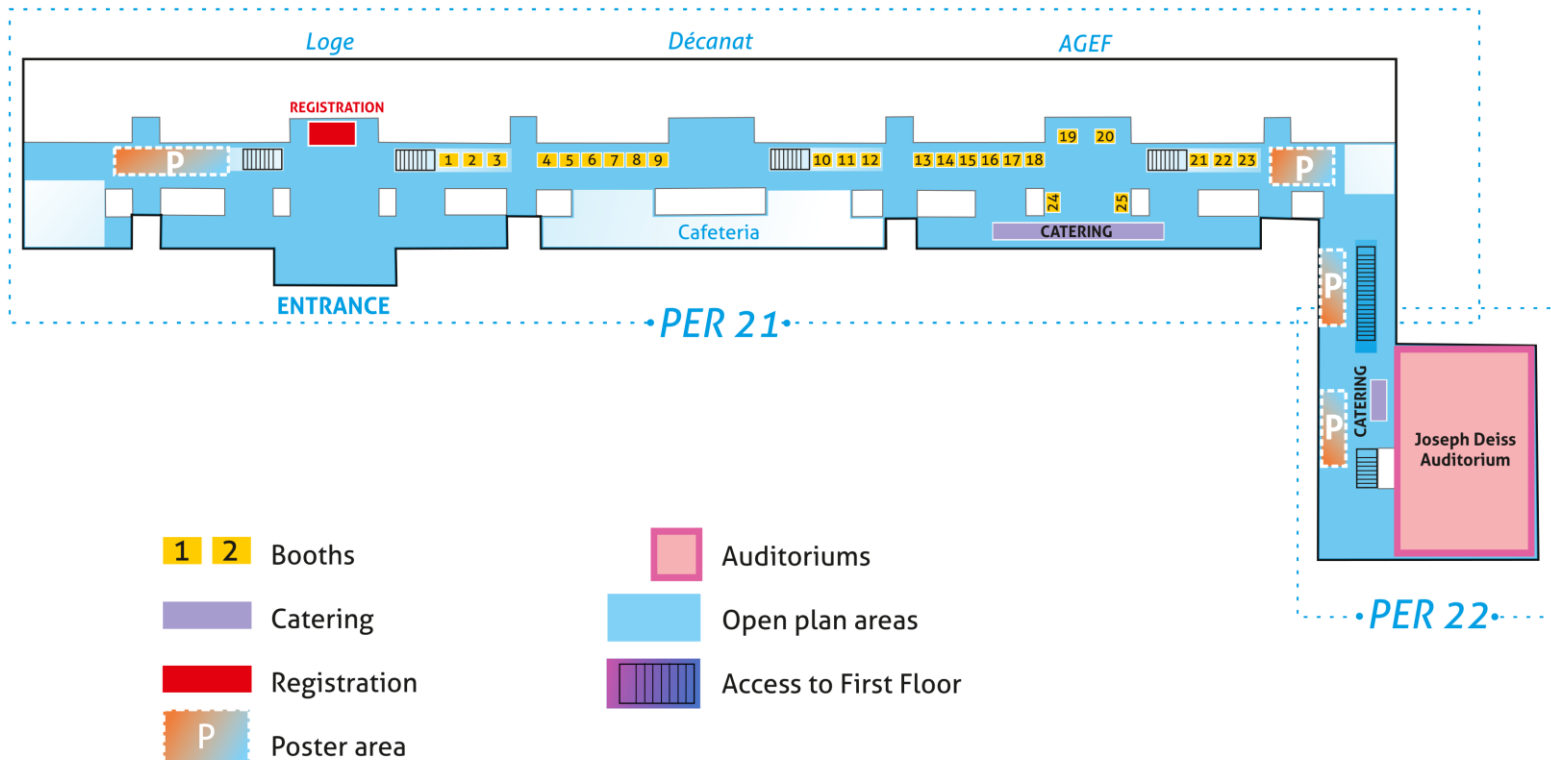 Loge
Décanat
AGEF
REGISTRATION
19 20
P
1 2 3
4 5 6 7 8 9
10 11 12
13 14 15 16 17 18
21 22 23
P
24
25
Cafeteria
CATERING
ENTRANCE
P
PER 21
CATERING
P
Joseph Deiss
Auditorium
PER 22
1 2 Booths
Catering
Registration
P Poster area
Auditoriums
Open plan areas
Access to First Floor